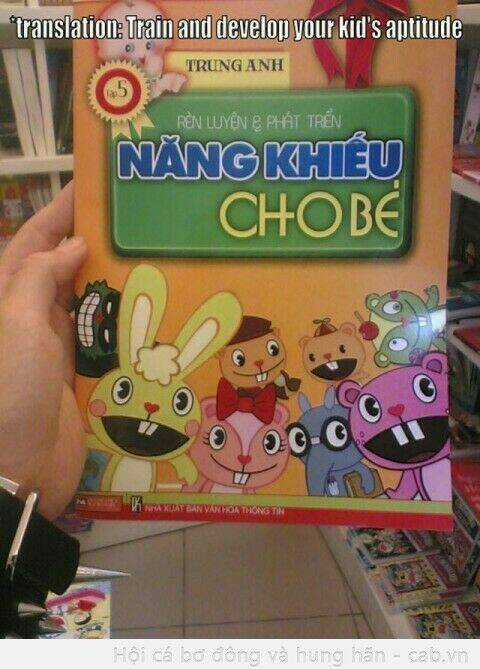 *translation: Train and develop your kid's aptitude
TRUNG ANH
Tập 5
RÈN LUYỆN & PHÁT TRIỂN
NĂNG KHIẾU
CHO BÉ
NHÀ XUẤT BẢN VĂN HÓA THÔNG TIN
Hội cá bơ đông và hung hãn - cab.vn